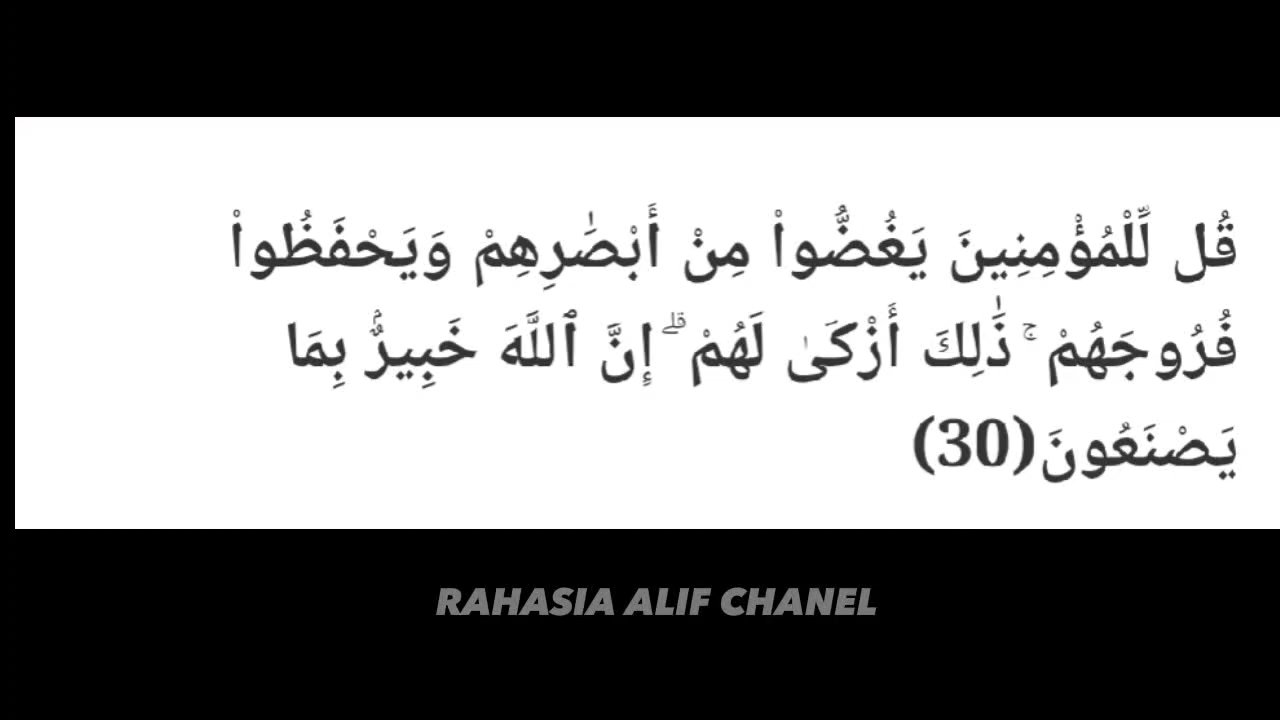 قُل لِّلْمُؤْمِنِينَ يَغُضُّوا۟ مِنْ أَبْصَٰرِهِمْ وَيَحْفَظُوا۟
فُرُوجَهُمْ ۚ ذَٰلِكَ أَزْكَىٰ لَهُمْ ۗ إِنَّ ٱللَّهَ خَبِيرٌۢ بِمَا
يَصْنَعُونَ(30)
RAHASIA ALIF CHANEL